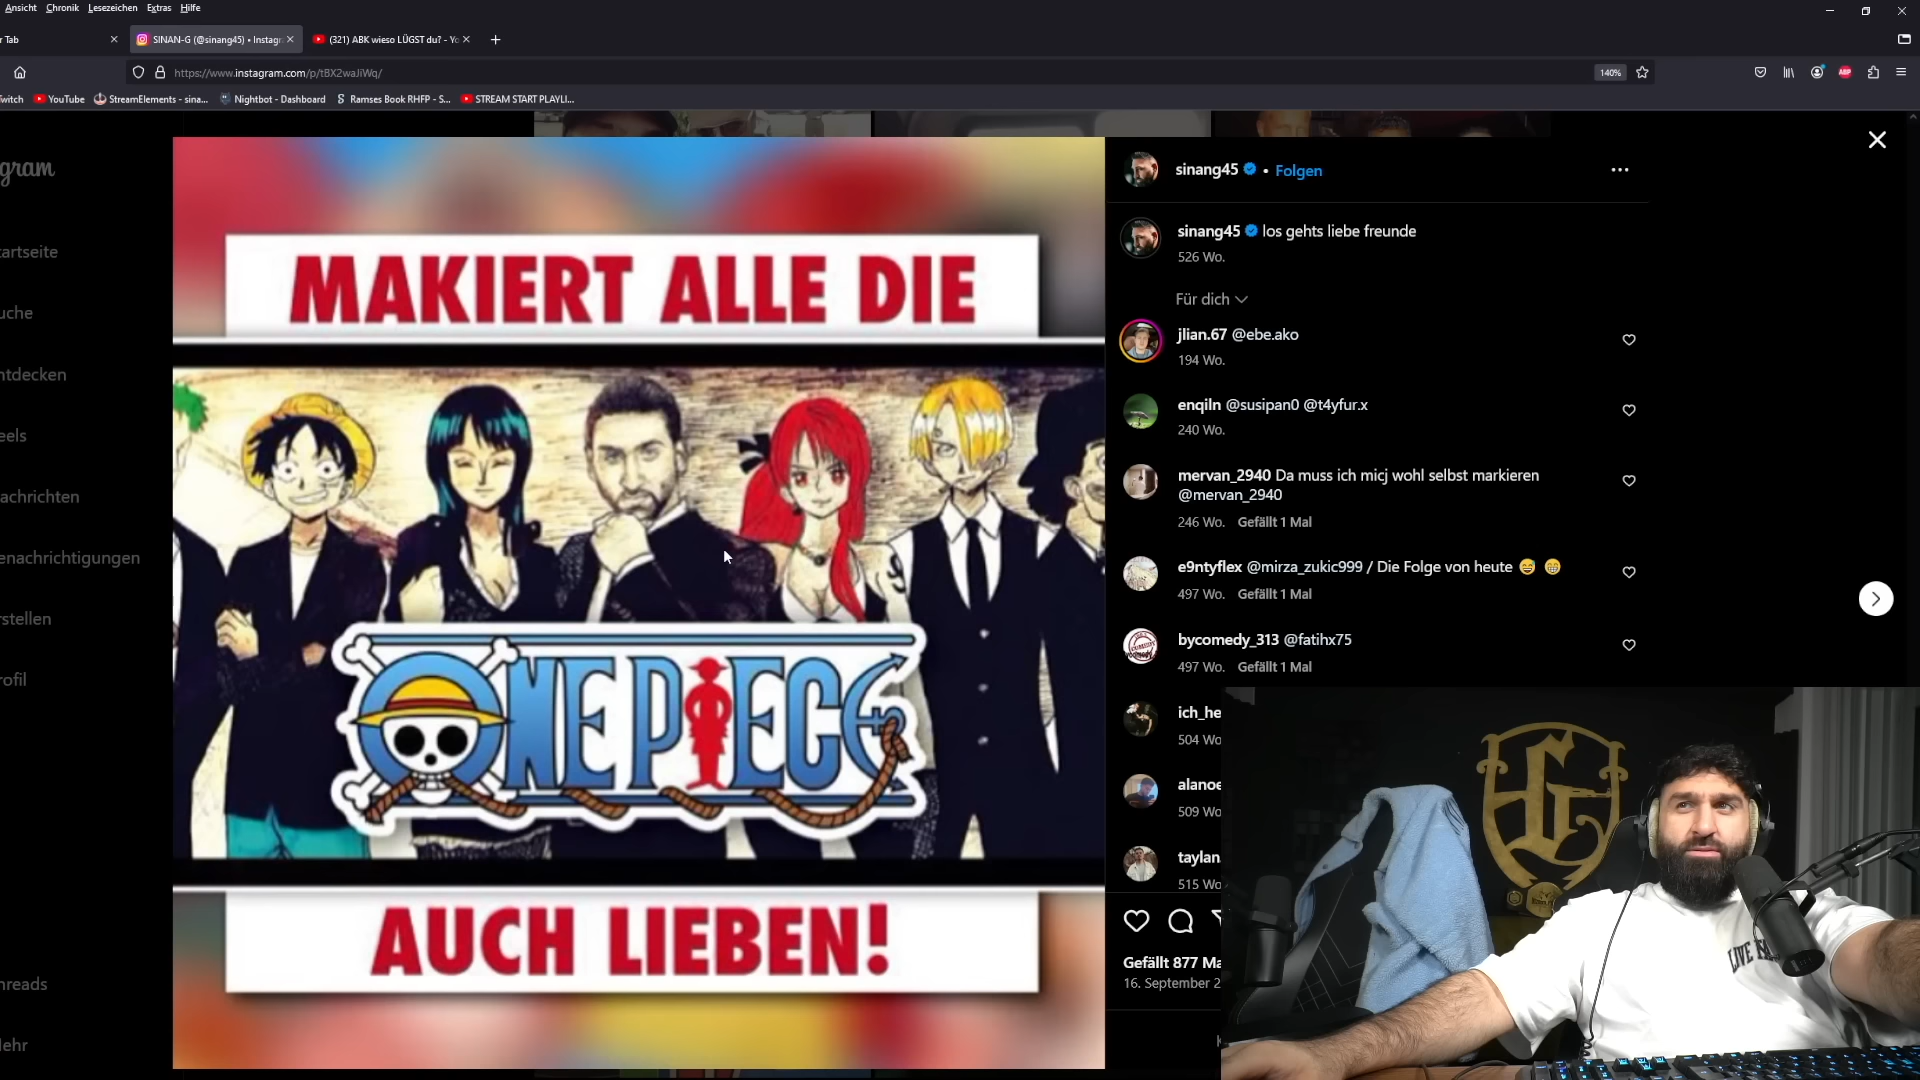 Ansicht Chronik Lesezeichen Extras Hilfe
r Tab
SINAN-G (@sinang45) • Instagr
(321) ABK wieso LÜGST du? - Yo
https://www.instagram.com/p/tBX2waJiWq/
140%
ABP
witch
YouTube
StreamElements - sina...
Nightbot - Dashboard
Ramses Book RHFP - S...
STREAM START PLAYLI...
gram
artseite
uche
ntdecken
eels
achrichten
enachrichtigungen
rstellen
rofil
hreads
ehr
MAKIERT ALLE DIE
ONE PIECE
AUCH LIEBEN!
sinang45 • Folgen
sinang45 los gehts liebe freunde
526 Wo.
Für dich
jlian.67 @ebe.ako
194 Wo.
enqiln @susipan0 @t4yfur.x
240 Wo.
mervan_2940 Da muss ich micj wohl selbst markieren
@mervan_2940
246 Wo. Gefällt 1 Mal
e9ntyflex @mirza_zukic999 / Die Folge von heute 😅 😁
497 Wo. Gefällt 1 Mal
bycomedy_313 @fatihx75
497 Wo. Gefällt 1 Mal
ich_he
504 Wo
alanoe
509 Wo
taylan.
515 Wo
Gefällt 877 Ma
16. September 2
LIVE